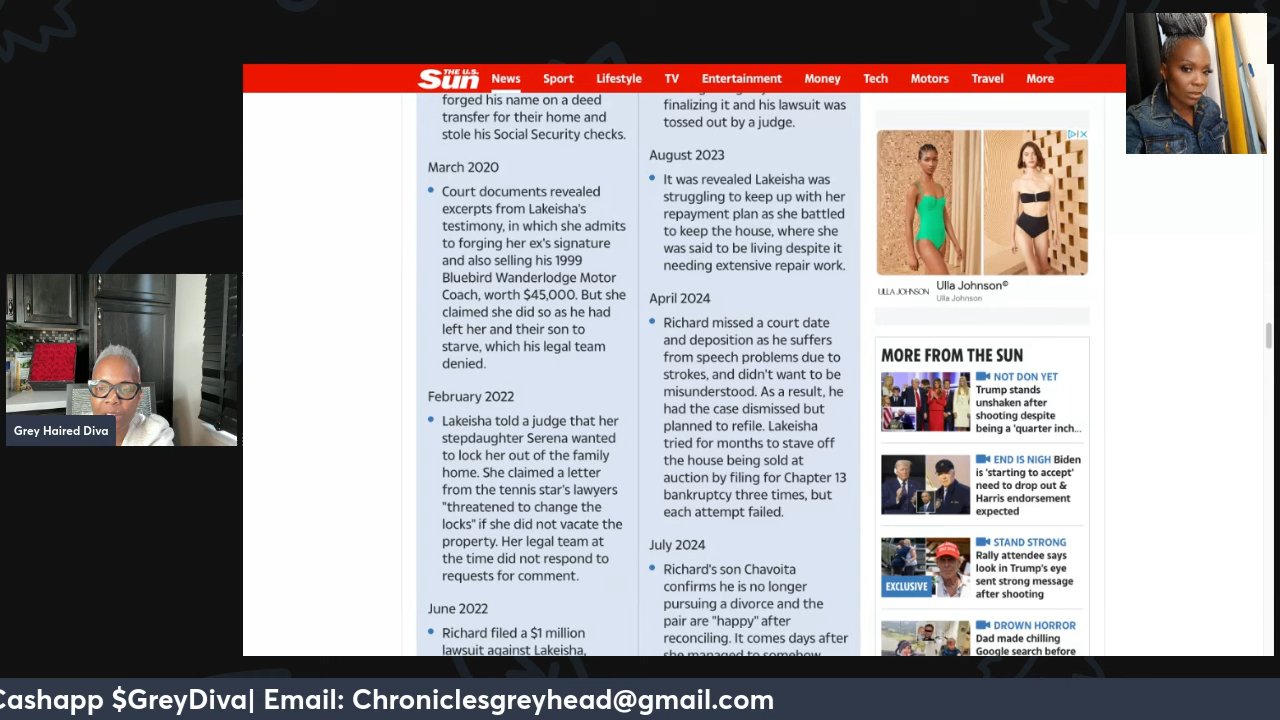 THE U.S.
Sun
News
Sport
Lifestyle
TV
Entertainment
Money
Tech
Motors
Travel
More
forged his name on a deed
transfer for their home and
stole his Social Security checks.
March 2020
Court documents revealed
excerpts from Lakeisha's
testimony, in which she admits
to forging her ex's signature
and also selling his 1999
Bluebird Wanderlodge Motor
Coach, worth $45,000. But she
claimed she did so as he had
left her and their son to
starve, which his legal team
denied.
February 2022
Lakeisha told a judge that her
stepdaughter Serena wanted
to lock her out of the family
home. She claimed a letter
from the tennis star's lawyers
"threatened to change the
locks" if she did not vacate the
property. Her legal team at
the time did not respond to
requests for comment.
June 2022
Richard filed a $1 million
lawsuit against Lakeisha,
finalizing it and his lawsuit was
tossed out by a judge.
August 2023
It was revealed Lakeisha was
struggling to keep up with her
repayment plan as she battled
to keep the house, where she
was said to be living despite it
needing extensive repair work.
April 2024
Richard missed a court date
and deposition as he suffers
from speech problems due to
strokes, and didn't want to be
misunderstood. As a result, he
had the case dismissed but
planned to refile. Lakeisha
tried for months to stave off
the house being sold at
auction by filing for Chapter 13
bankruptcy three times, but
each attempt failed.
July 2024
Richard's son Chavoita
confirms he is no longer
pursuing a divorce and the
pair are "happy" after
reconciling. It comes days after
she managed to somehow
ULLA JOHNSON
Ulla Johnson©
Ulla Johnson
MORE FROM THE SUN
NOT DON YET
Trump stands
unshaken after
shooting despite
being a 'quarter inch...
END IS NIGH Biden
is 'starting to accept'
need to drop out &
Harris endorsement
expected
STAND STRONG
Rally attendee says
look in Trump's eye
sent strong message
after shooting
EXCLUSIVE
DROWN HORROR
Dad made chilling
Google search before
Grey Haired Diva
Cashapp $GreyDiva| Email: Chroniclesgreyhead@gmail.com